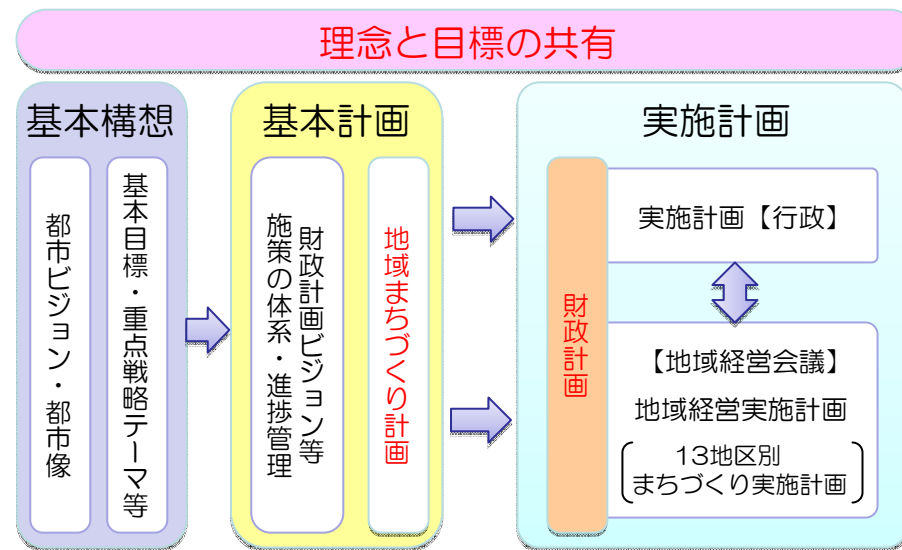 理念と目標の共有
基本構想
都市ビジョン・都市像
基本目標・重点戦略テーマ等
基本計画
財政計画ビジョン等
施策の体系・進捗管理
地域まちづくり計画
実施計画
財政計画
実施計画【行政】
【地域経営会議】
地域経営実施計画
13地区別
まちづくり実施計画